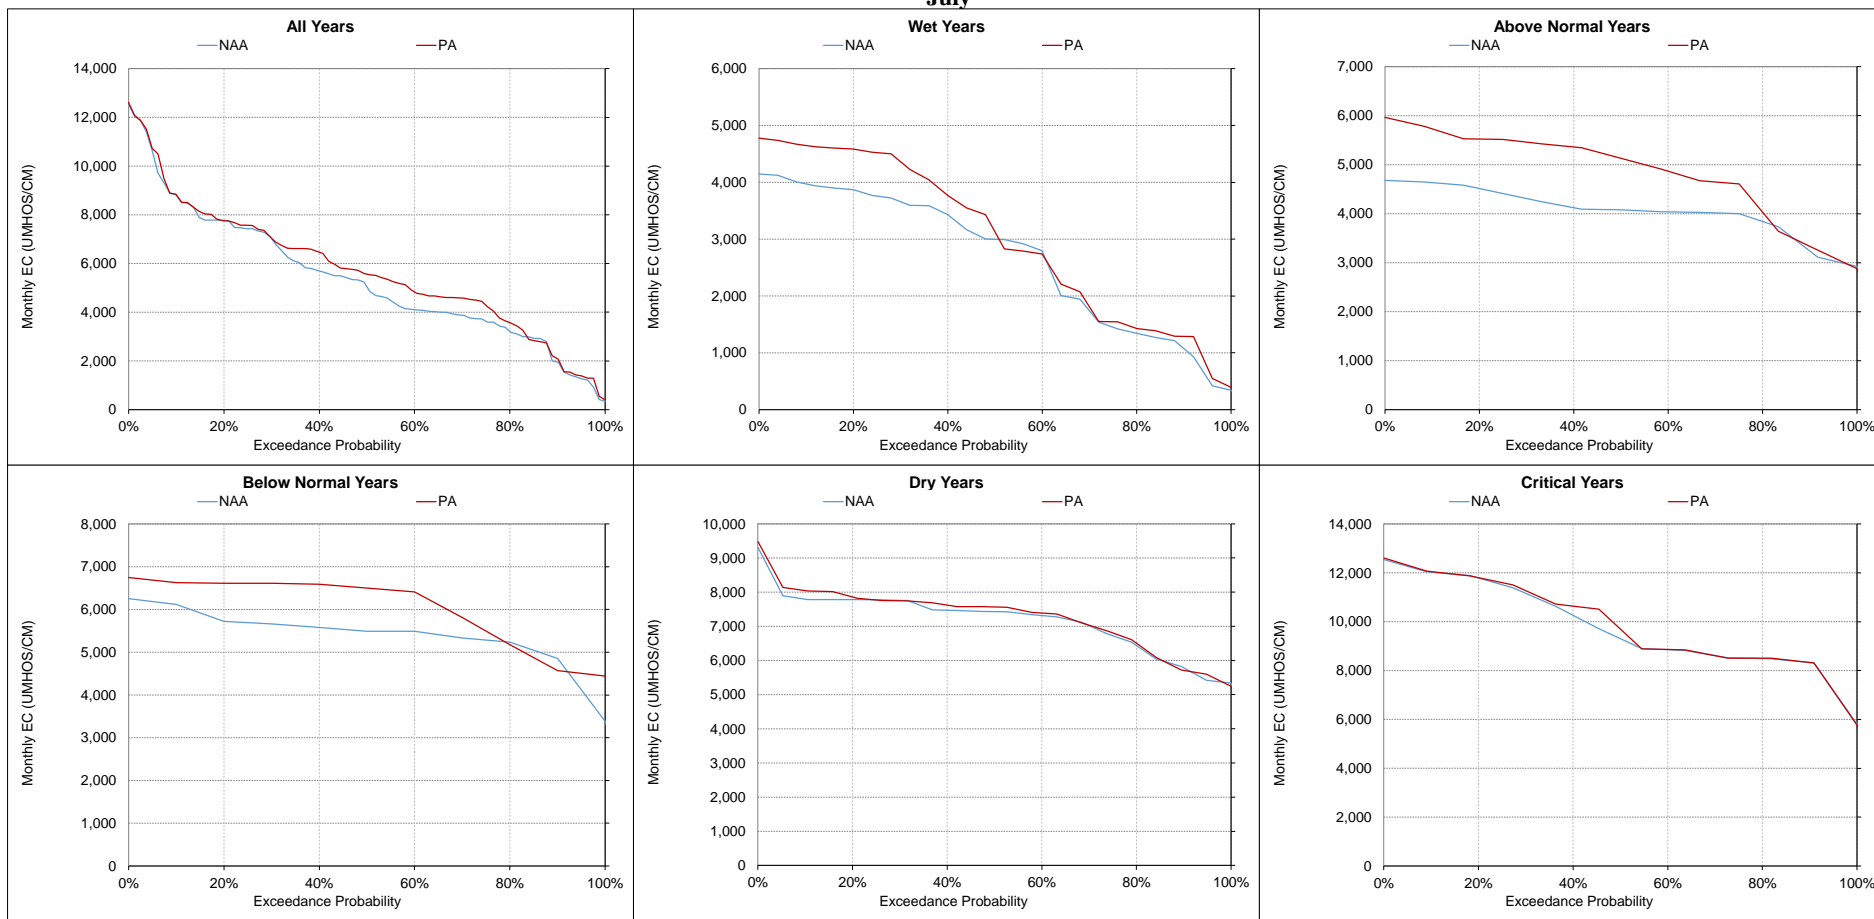 July
All Years
NAA PA
14,000
12,000
10,000
8,000
6,000
4,000
2,000
0
Monthly EC (UMHOS/CM)
0% 20% 40% 60% 80% 100%
Exceedance Probability
Wet Years
NAA PA
6,000
5,000
4,000
3,000
2,000
1,000
0
Monthly EC (UMHOS/CM)
0% 20% 40% 60% 80% 100%
Exceedance Probability
Above Normal Years
NAA PA
7,000
6,000
5,000
4,000
3,000
2,000
1,000
0
Monthly EC (UMHOS/CM)
0% 20% 40% 60% 80% 100%
Exceedance Probability
Below Normal Years
NAA PA
8,000
7,000
6,000
5,000
4,000
3,000
2,000
1,000
0
Monthly EC (UMHOS/CM)
0% 20% 40% 60% 80% 100%
Exceedance Probability
Dry Years
NAA PA
10,000
9,000
8,000
7,000
6,000
5,000
4,000
3,000
2,000
1,000
0
Monthly EC (UMHOS/CM)
0% 20% 40% 60% 80% 100%
Exceedance Probability
Critical Years
NAA PA
14,000
12,000
10,000
8,000
6,000
4,000
2,000
0
Monthly EC (UMHOS/CM)
0% 20% 40% 60% 80% 100%
Exceedance Probability